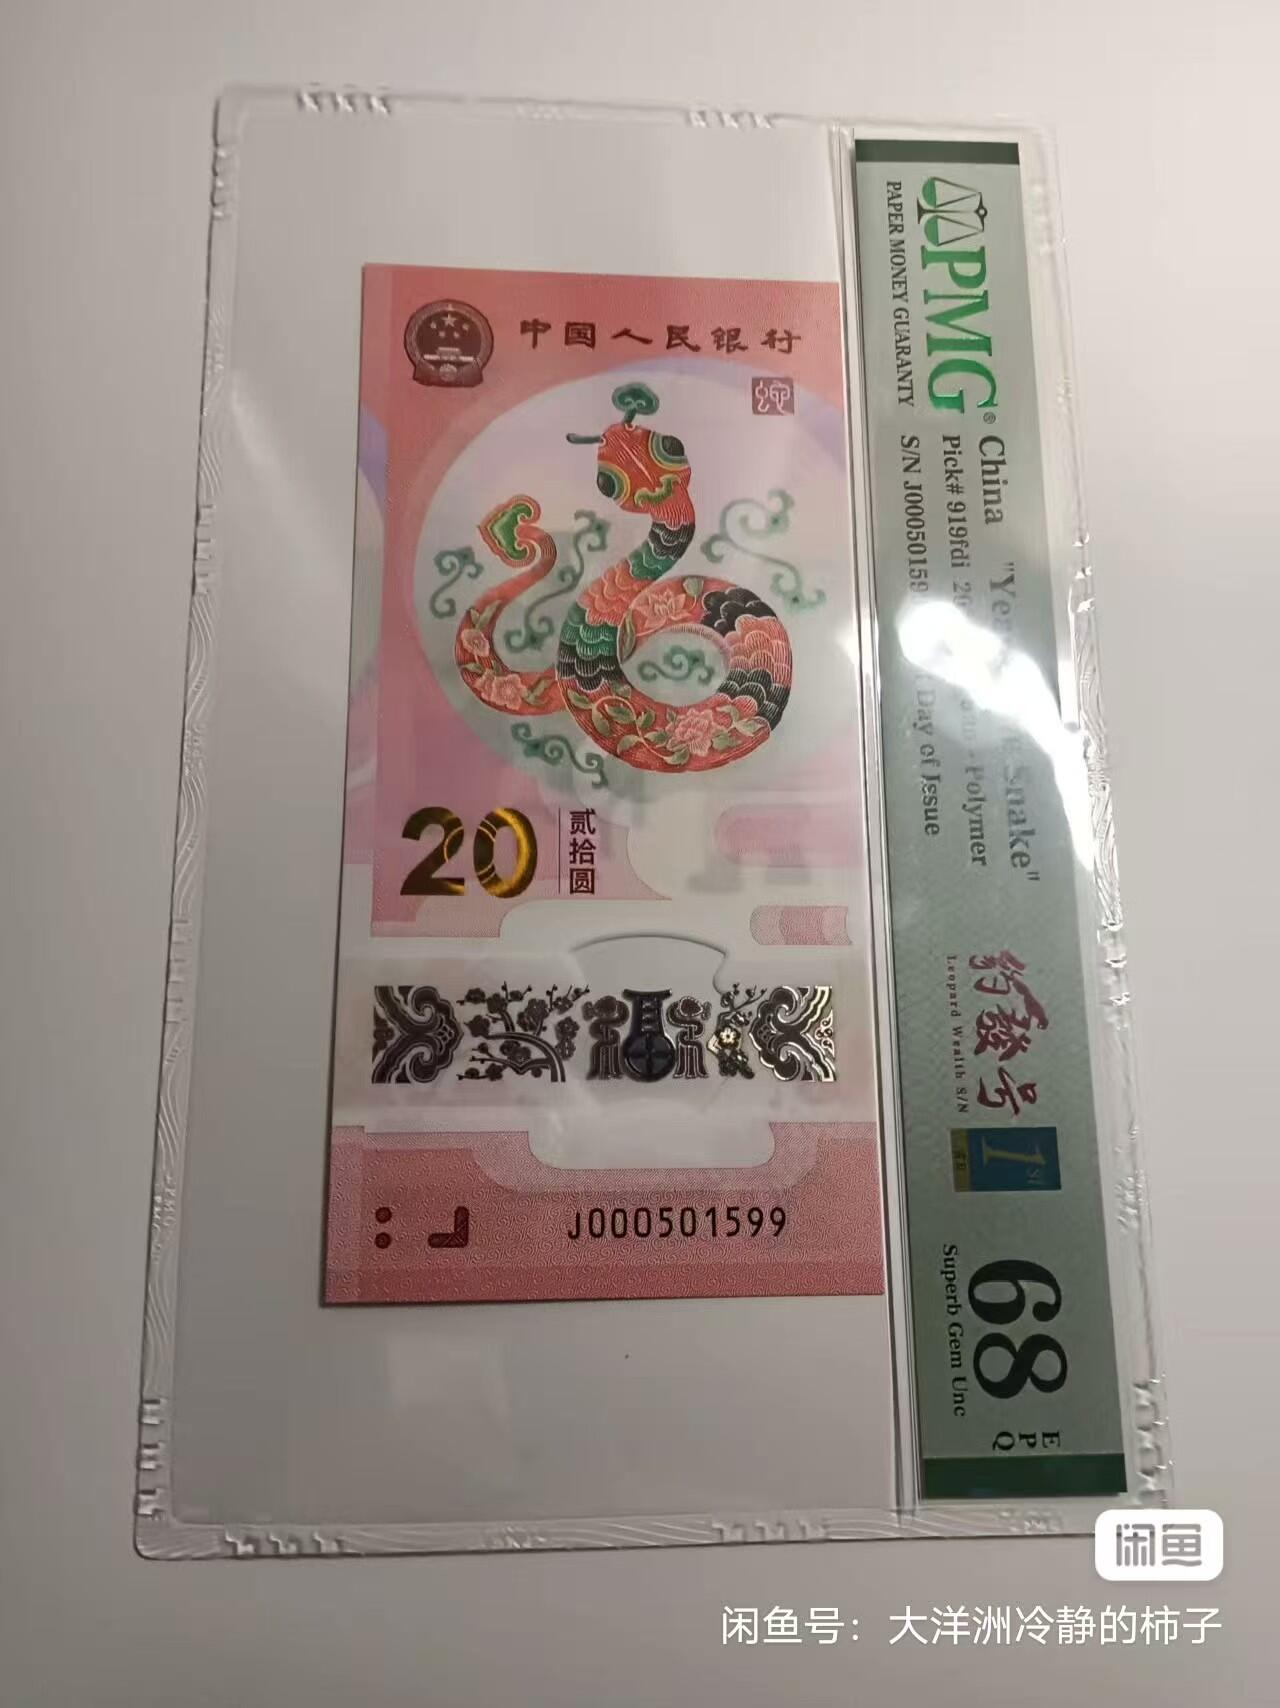 中国人民银行
20
贰拾圆
J000501599
PMG®
PAPER MONEY GUARANTY
China
Snake"
Pick# 919fdi
Polymer
S/N J00050159
Day of Issue
豹發号
Leopard Wealth S/N
1st
68
EPQ
Superb Gem Unc
闲鱼
闲鱼号：大洋洲冷静的柿子